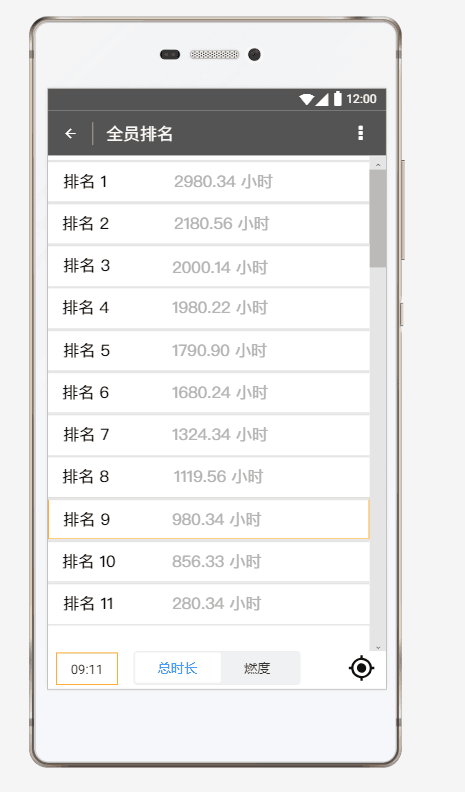 12:00
全员排名
排名 1 2980.34 小时
排名 2 2180.56 小时
排名 3 2000.14 小时
排名 4 1980.22 小时
排名 5 1790.90 小时
排名 6 1680.24 小时
排名 7 1324.34 小时
排名 8 1119.56 小时
排名 9 980.34 小时
排名 10 856.33 小时
排名 11 280.34 小时
09:11 总时长 燃度